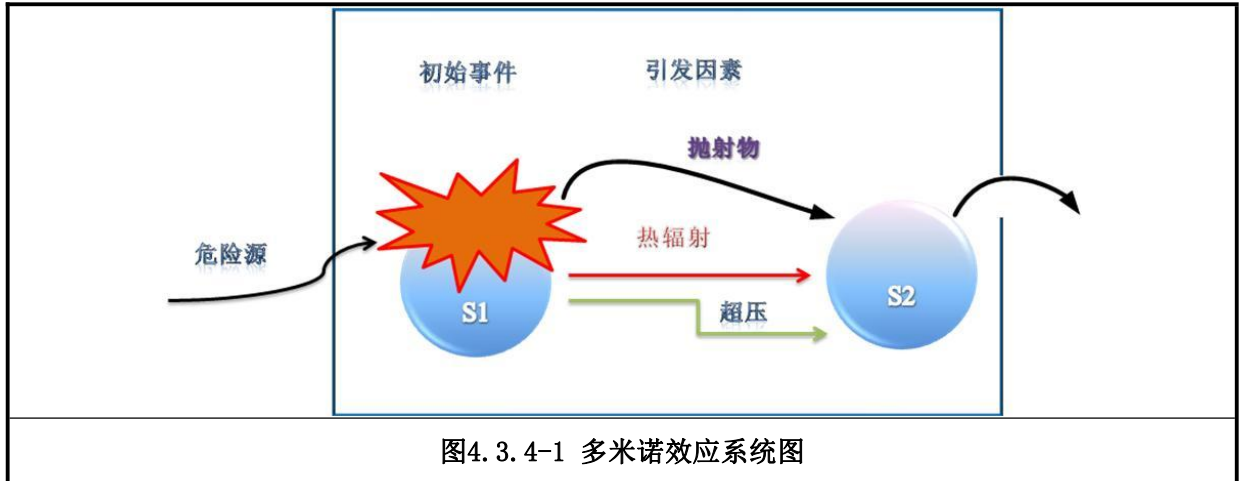 初始事件 引发因素
抛射物
热辐射
危险源
S1 超压 S2
图4.3.4-1 多米诺效应系统图